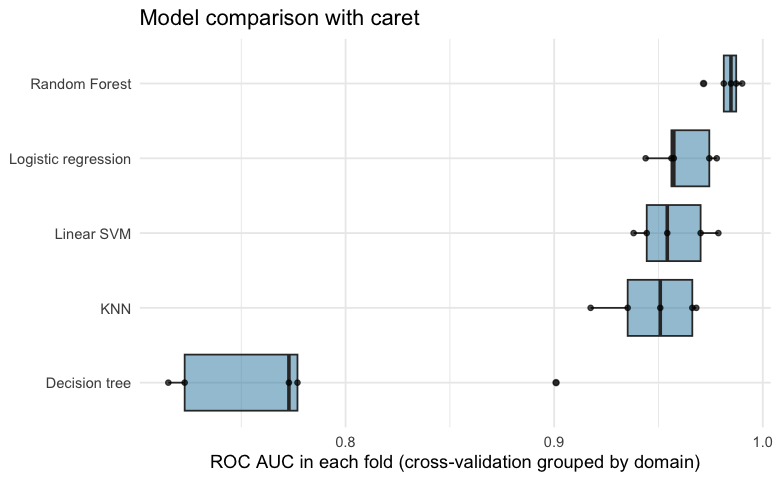 Model comparison with caret
Random Forest
Logistic regression
Linear SVM
KNN
Decision tree
0.8 0.9 1.0
ROC AUC in each fold (cross-validation grouped by domain)